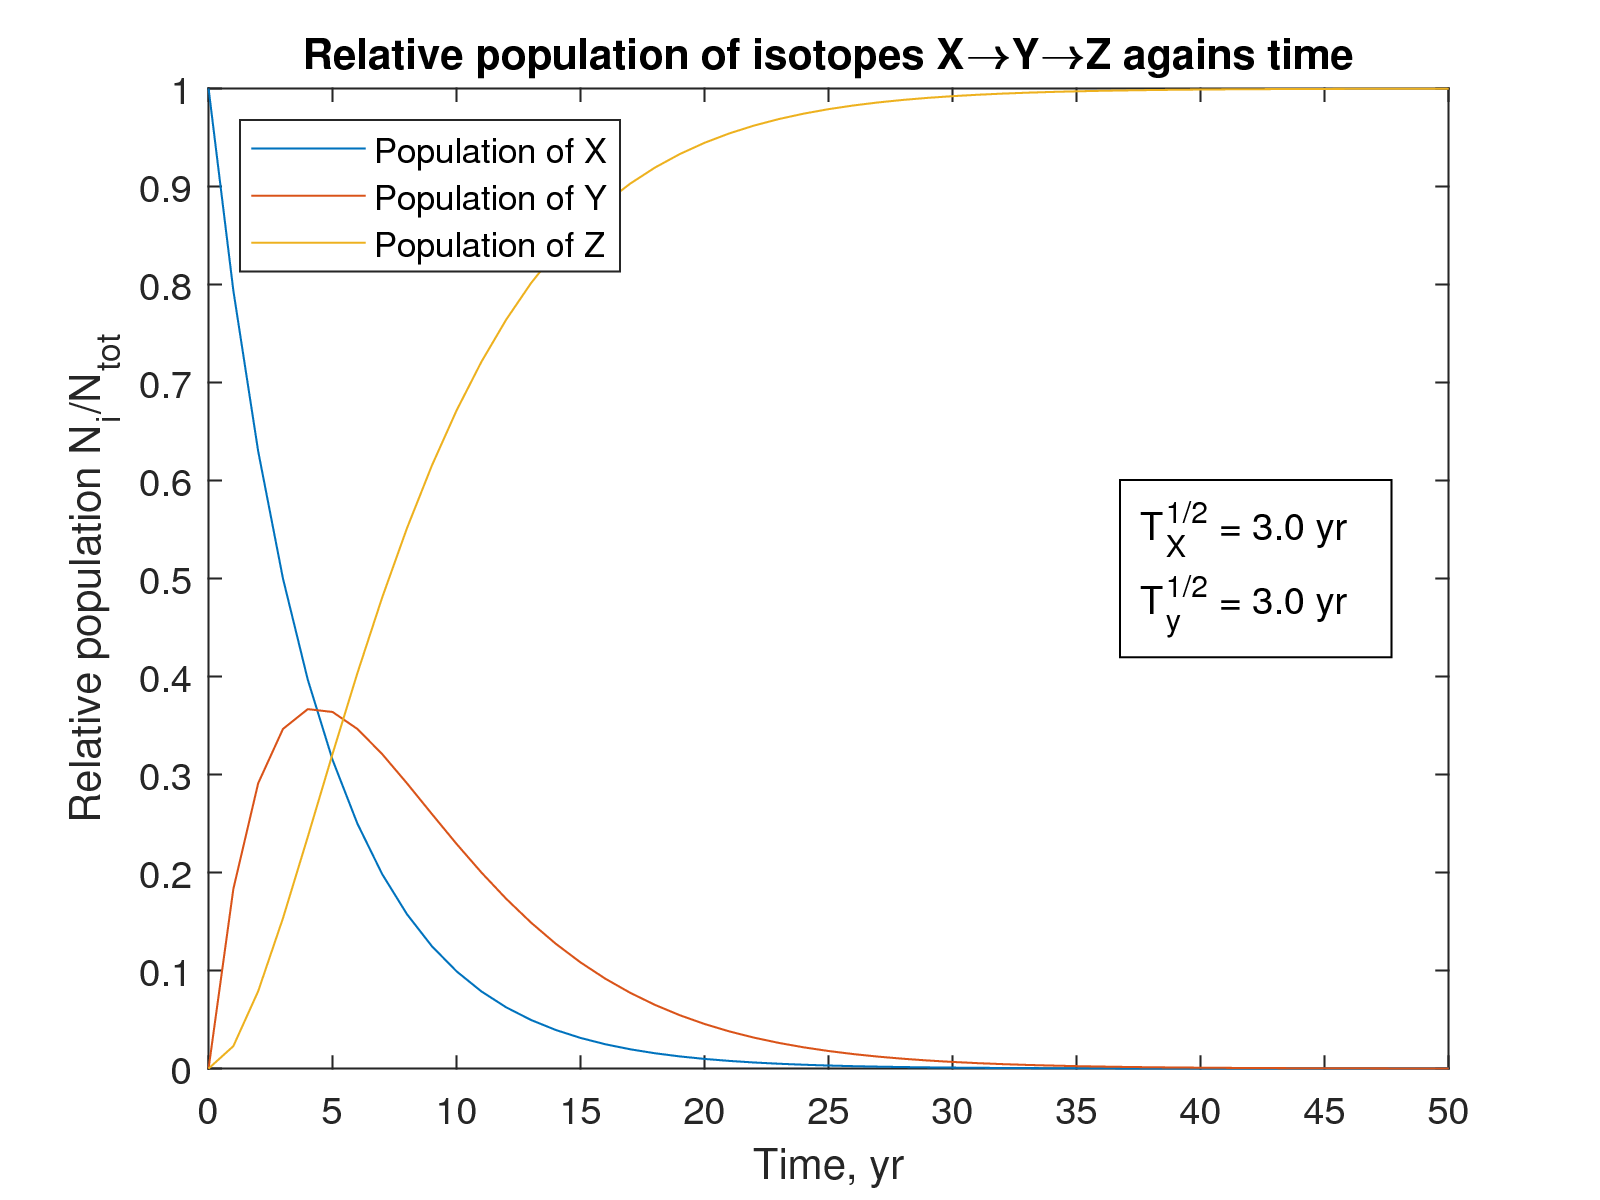 Relative population of isotopes X→Y→Z agains time
1
0.9
0.8
0.7
0.6
0.5
0.4
0.3
0.2
0.1
0
Relative population N_i/N_tot
Population of X
Population of Y
Population of Z
T_X^1/2 = 3.0 yr
T_y^1/2 = 3.0 yr
0 5 10 15 20 25 30 35 40 45 50
Time, yr